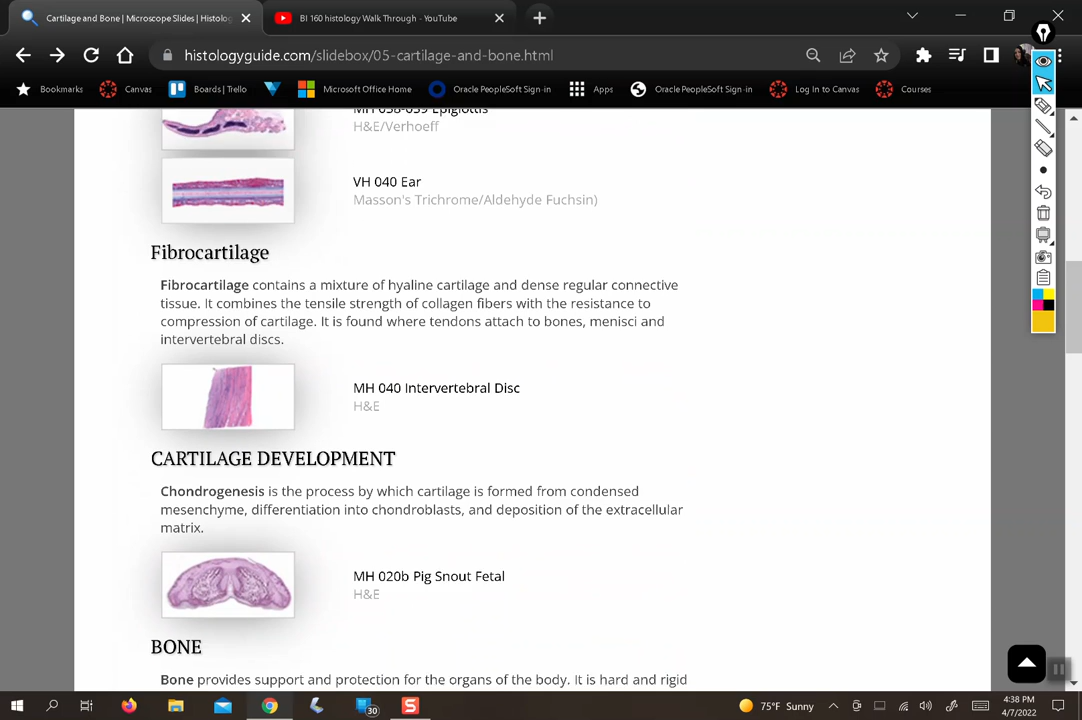 Cartilage and Bone | Microscope Slides | Histolo
BI 160 histology Walk Through - YouTube
histologyguide.com/slidebox/05-cartilage-and-bone.html
Bookmarks
Canvas
Boards | Trello
Microsoft Office Home
Oracle PeopleSoft Sign-in
Apps
Oracle PeopleSoft Sign-in
Log In to Canvas
Courses
MH 038-039 Epiglottis
H&E/Verhoeff
VH 040 Ear
Masson's Trichrome/Aldehyde Fuchsin)
Fibrocartilage
Fibrocartilage contains a mixture of hyaline cartilage and dense regular connective
tissue. It combines the tensile strength of collagen fibers with the resistance to
compression of cartilage. It is found where tendons attach to bones, menisci and
intervertebral discs.
MH 040 Intervertebral Disc
H&E
CARTILAGE DEVELOPMENT
Chondrogenesis is the process by which cartilage is formed from condensed
mesenchyme, differentiation into chondroblasts, and deposition of the extracellular
matrix.
MH 020b Pig Snout Fetal
H&E
BONE
Bone provides support and protection for the organs of the body. It is hard and rigid
30
S
75°F Sunny
4:38 PM
4/7/2022